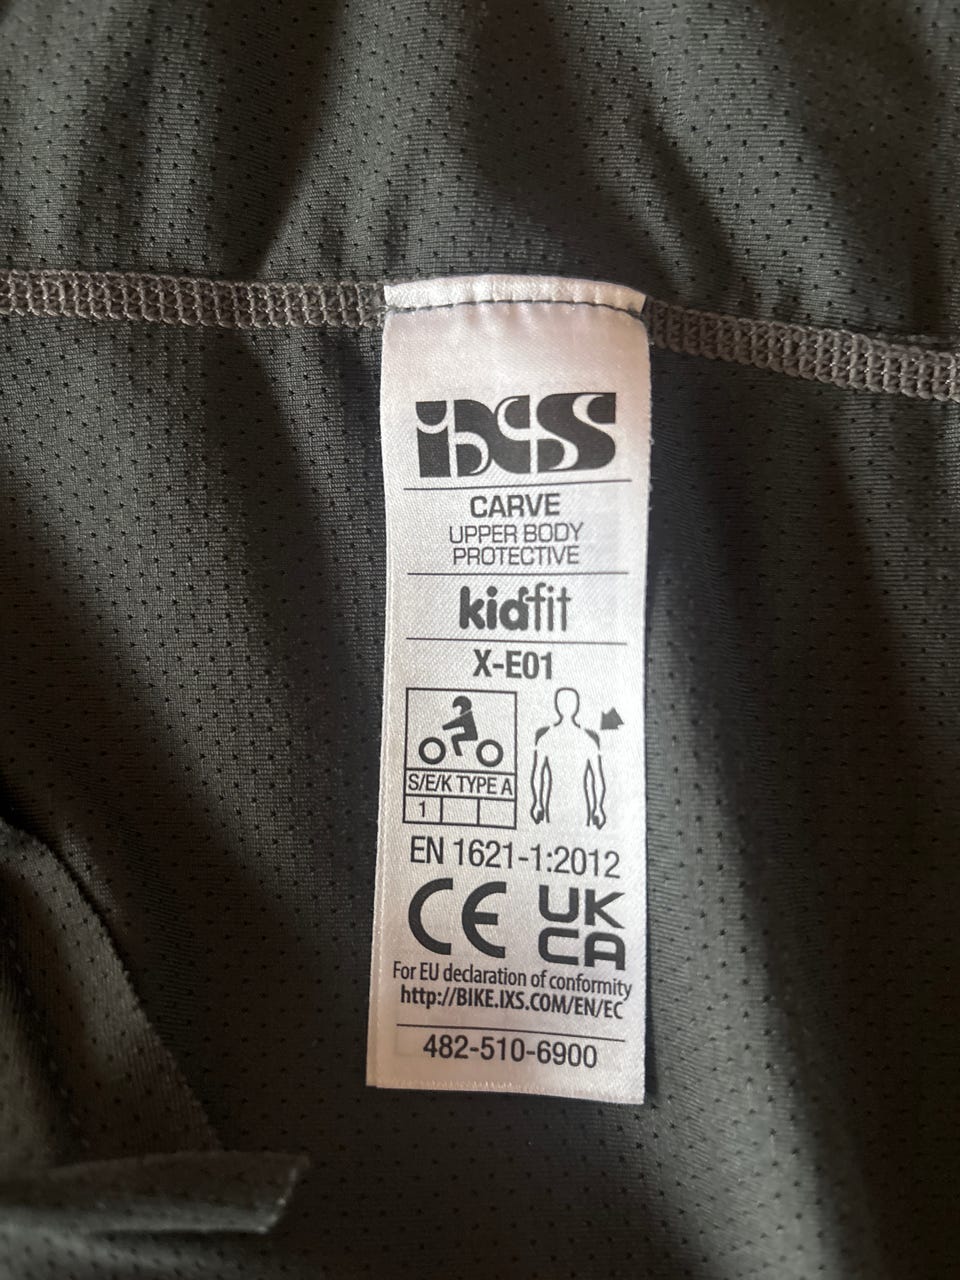 iXS
CARVE
UPPER BODY
PROTECTIVE
kidfit
X-E01
S/E/K TYPE A
1
EN 1621-1:2012
CE UK
CA
For EU declaration of conformity
http://BIKE.IXS.COM/EN/EC
482-510-6900